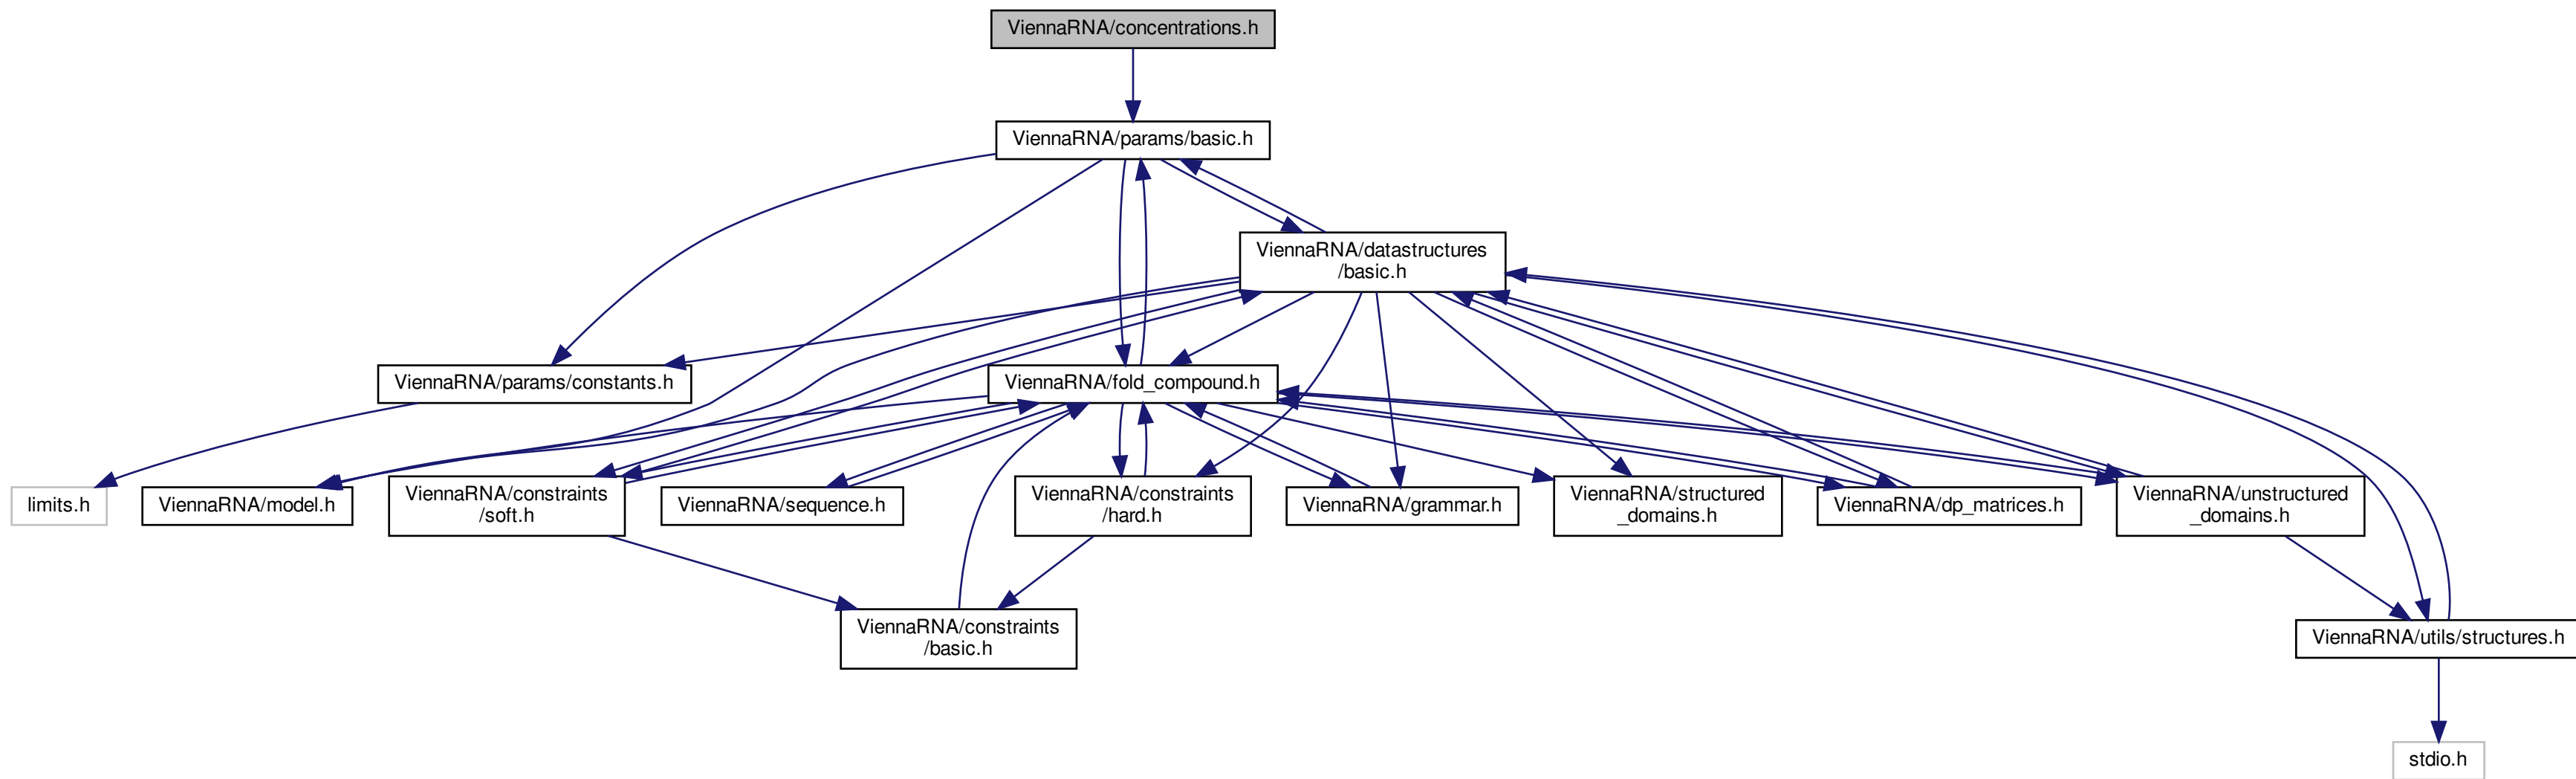 ViennaRNA/concentrations.h
ViennaRNA/params/basic.h
ViennaRNA/datastructures
/basic.h
ViennaRNA/params/constants.h
ViennaRNA/fold_compound.h
limits.h
ViennaRNA/model.h
ViennaRNA/constraints
/soft.h
ViennaRNA/sequence.h
ViennaRNA/constraints
/hard.h
ViennaRNA/grammar.h
ViennaRNA/structured
_domains.h
ViennaRNA/dp_matrices.h
ViennaRNA/unstructured
_domains.h
ViennaRNA/constraints
/basic.h
ViennaRNA/utils/structures.h
stdio.h